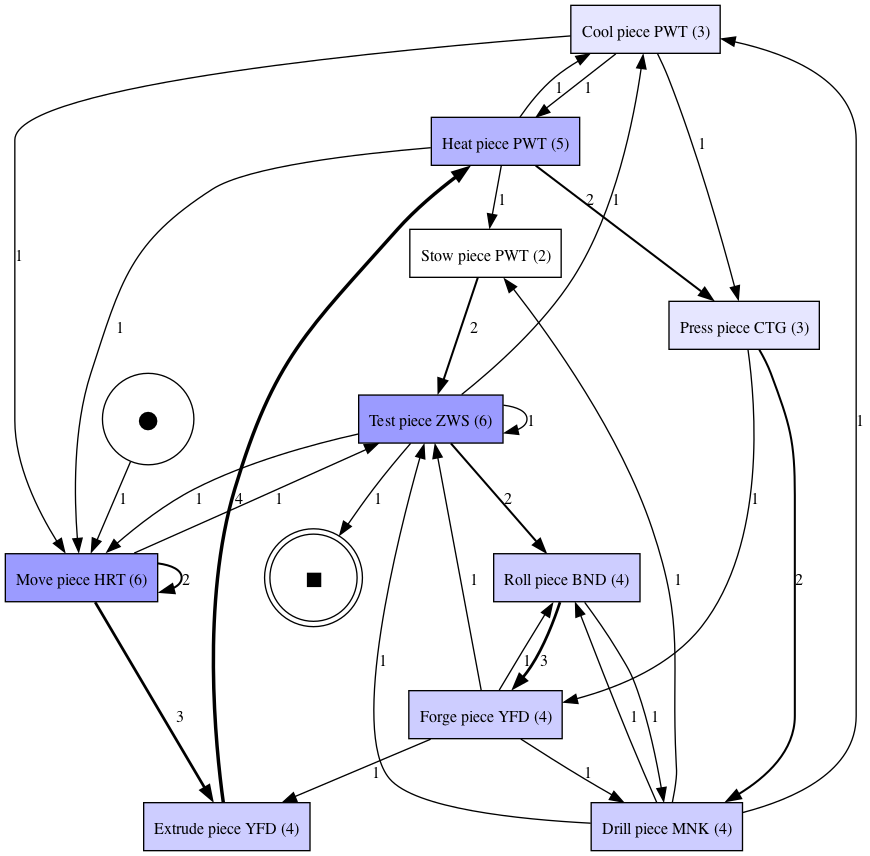 Cool piece PWT (3)
1
1
Heat piece PWT (5)
1
1
2
1
Stow piece PWT (2)
1
1
Press piece CTG (3)
2
Test piece ZWS (6)
1
1
1
4
1
1
2
1
2
Move piece HRT (6)
2
Roll piece BND (4)
1
1
1
1
3
Forge piece YFD (4)
3
1
1
1
1
Extrude piece YFD (4)
Drill piece MNK (4)